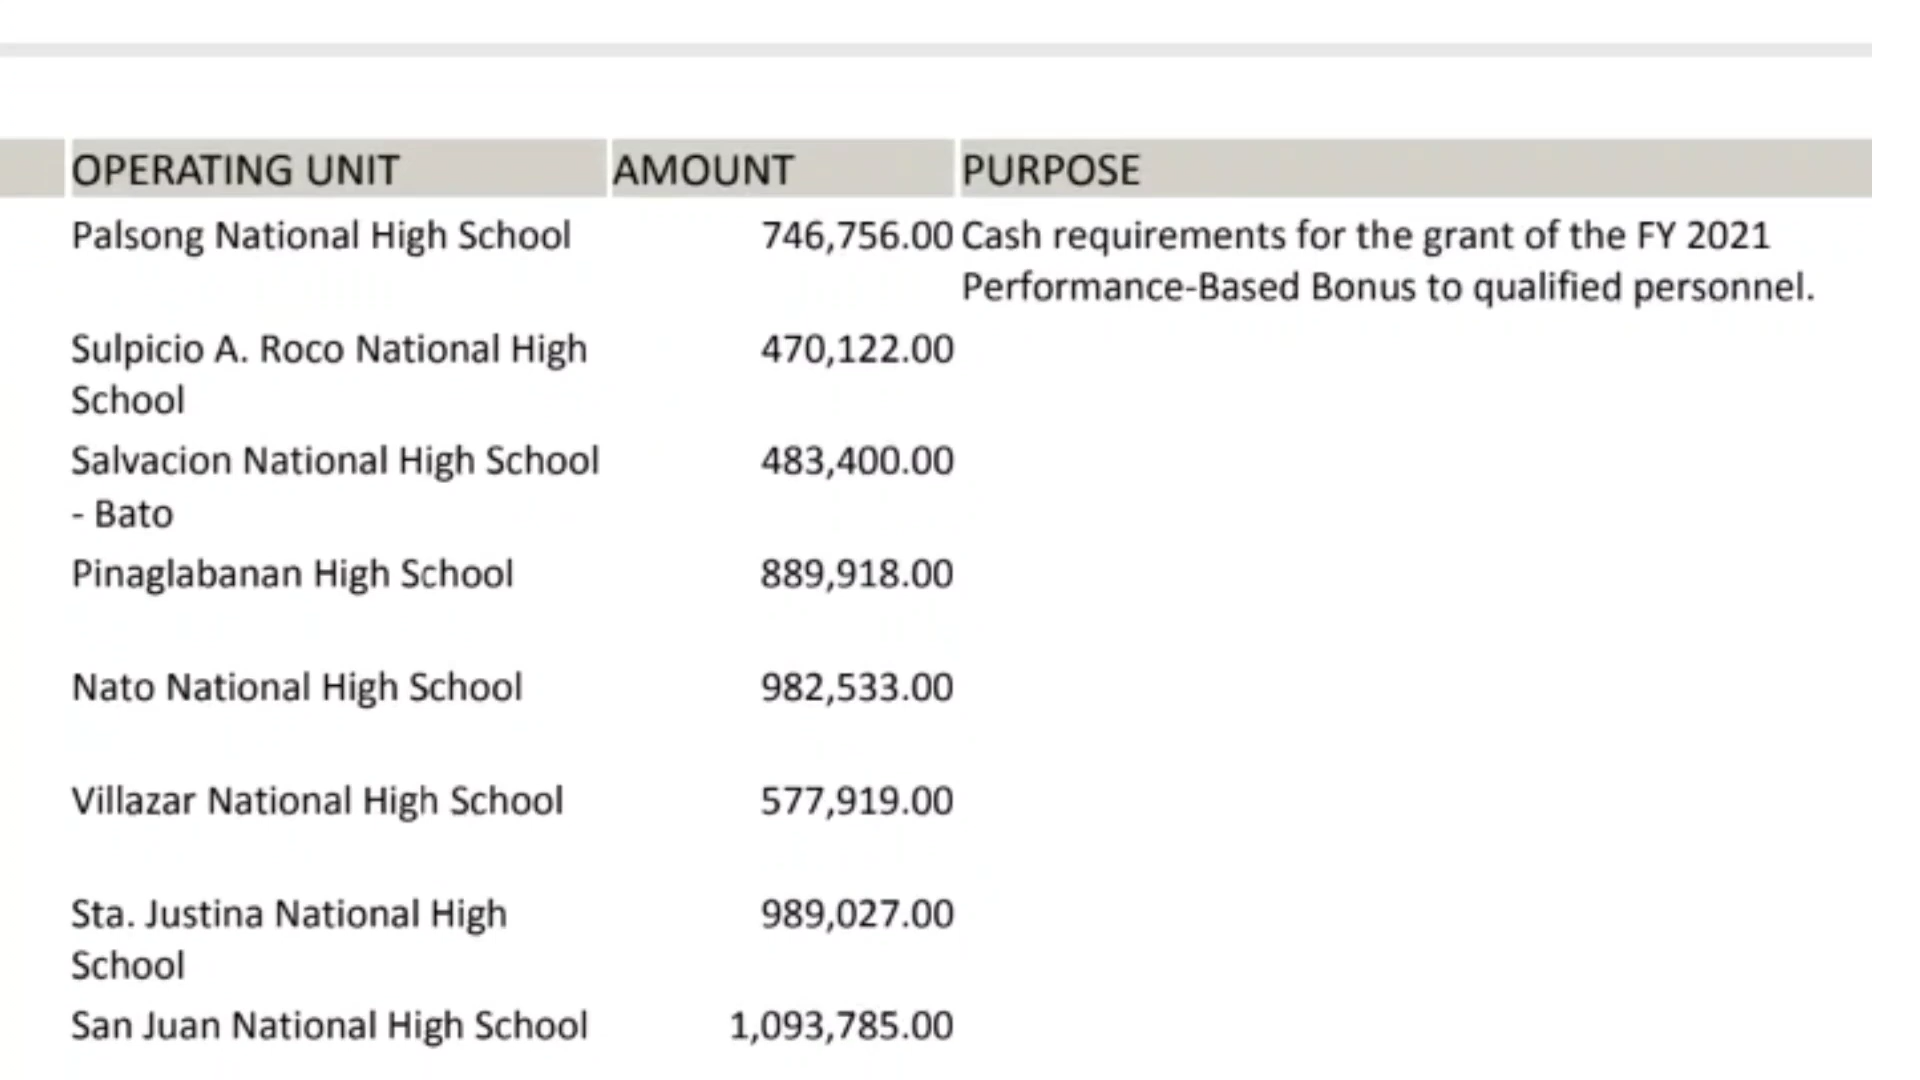 OPERATING UNIT AMOUNT PURPOSE
Palsong National High School 746,756.00 Cash requirements for the grant of the FY 2021
Performance-Based Bonus to qualified personnel.
Sulpicio A. Roco National High 470,122.00
School
Salvacion National High School 483,400.00
- Bato
Pinaglabanan High School 889,918.00
Nato National High School 982,533.00
Villazar National High School 577,919.00
Sta. Justina National High 989,027.00
School
San Juan National High School 1,093,785.00